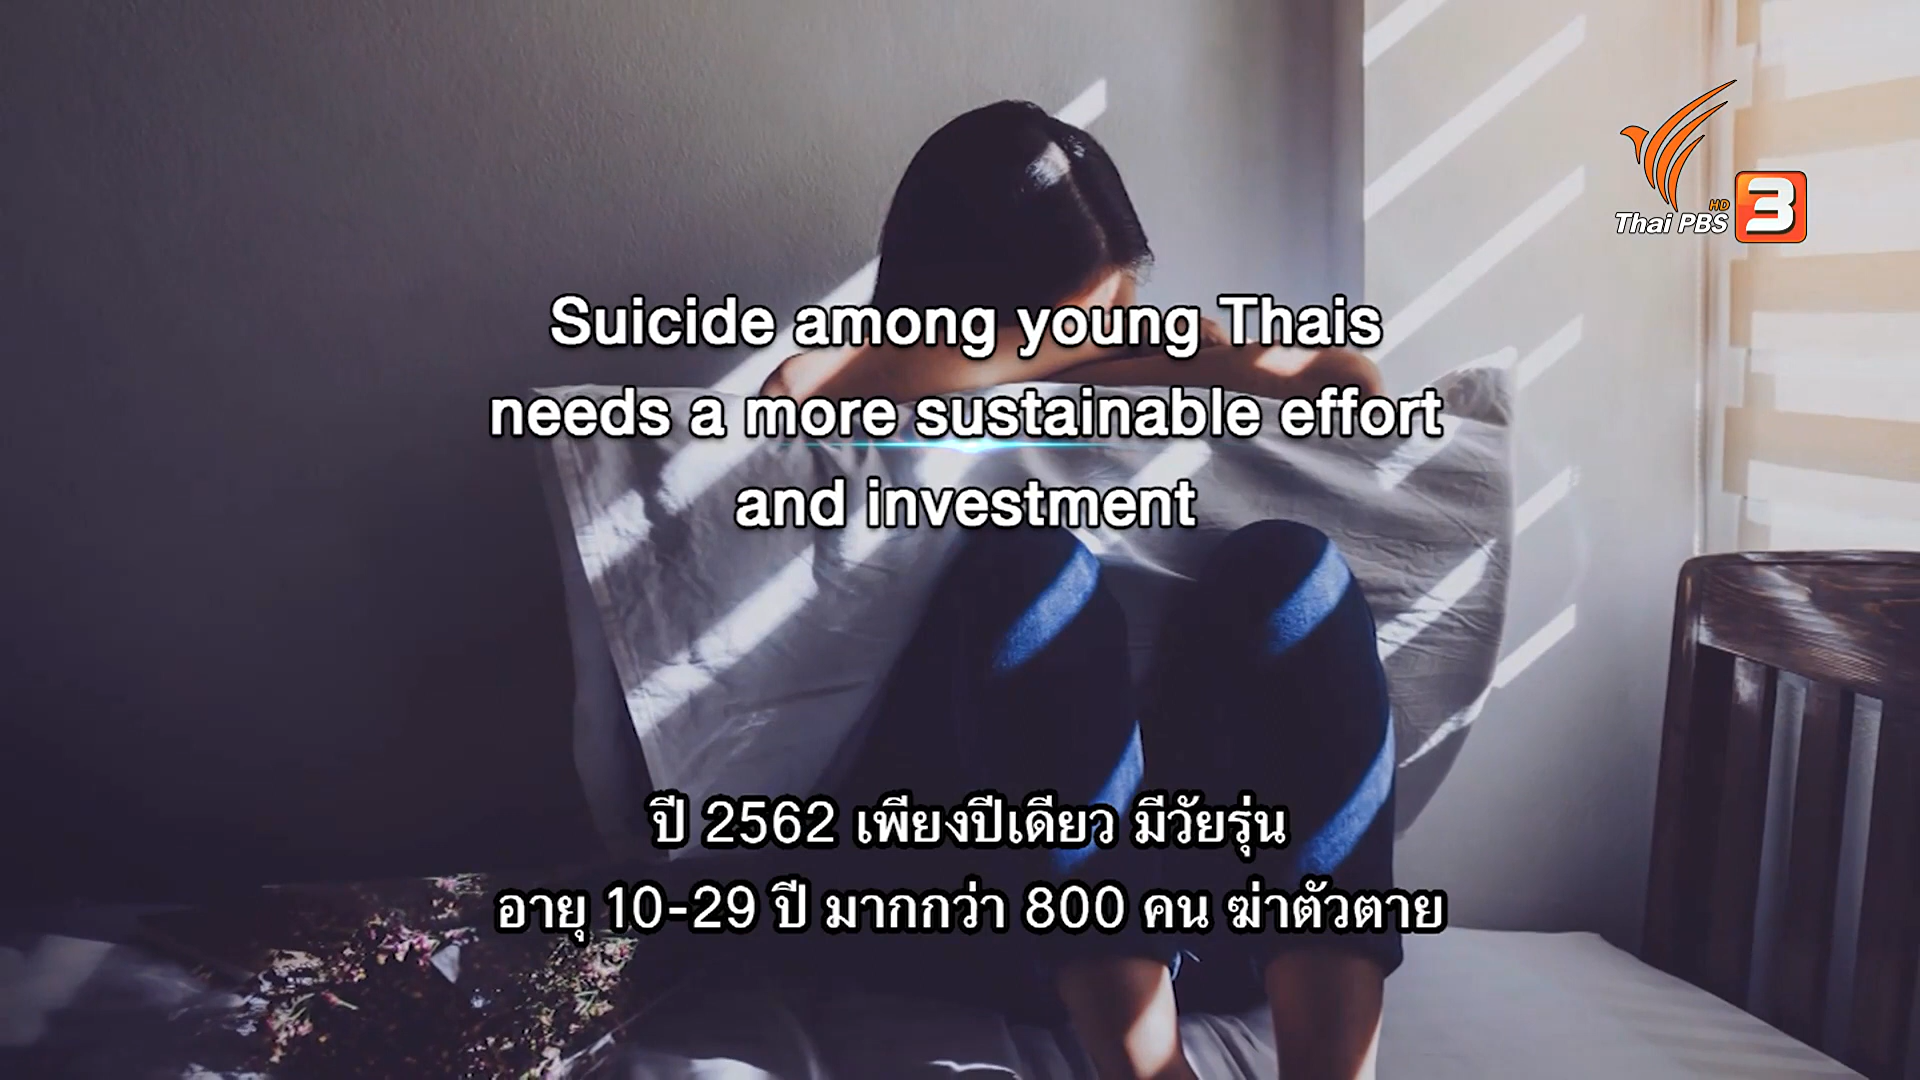 HD
Thai PBS 3
Suicide among young Thais
needs a more sustainable effort
and investment
ปี 2562 เพียงปีเดียว มีวัยรุ่น
อายุ 10-29 ปี มากกว่า 800 คน ฆ่าตัวตาย